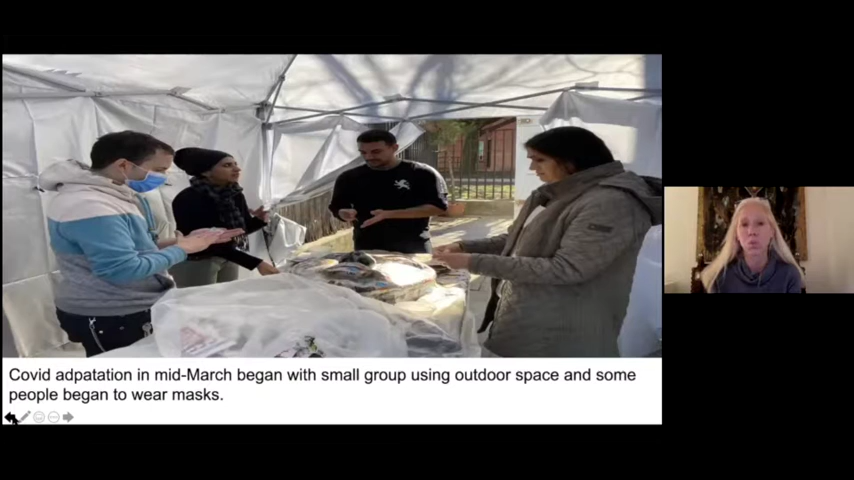 Covid adpatation in mid-March began with small group using outdoor space and some
people began to wear masks.